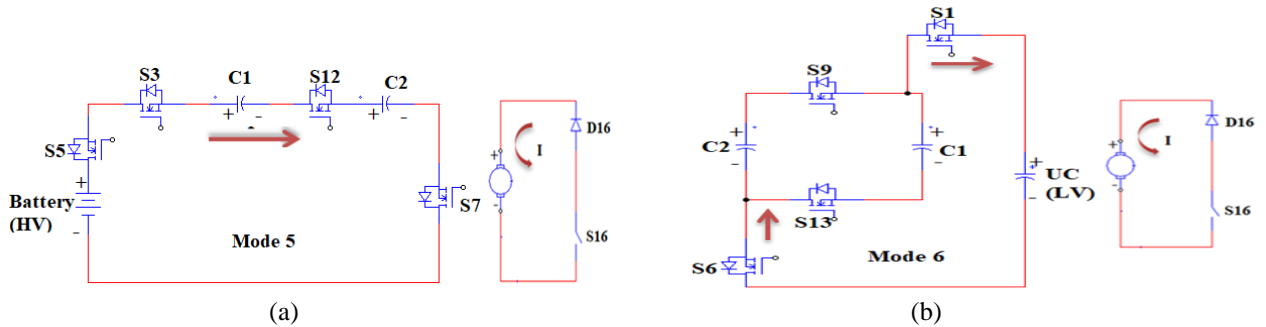 S3
C1
S12
C2
+
-
+
-
S5
+
Battery
(HV)
-
S7
Mode 5
+
-
I
D16
S16
(a)
S1
S9
+
C2
-
+
C1
-
S13
+
UC
(LV)
-
S6
Mode 6
+
-
I
D16
S16
(b)